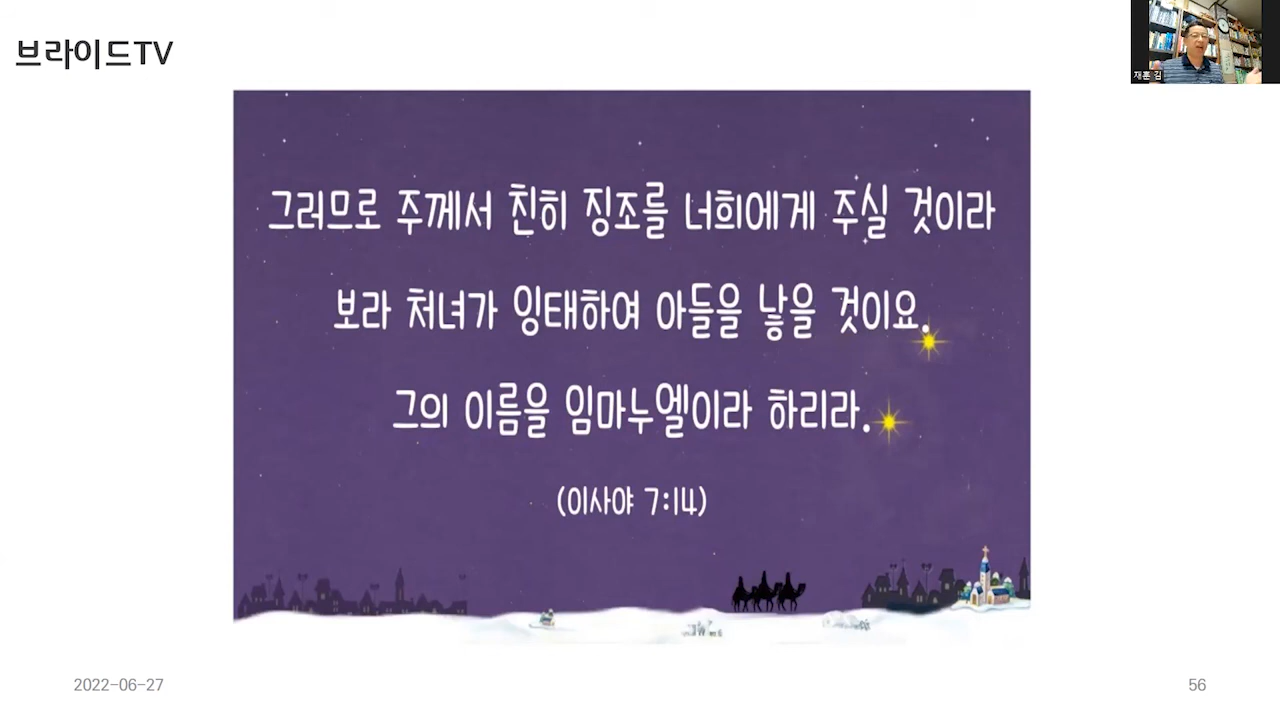 브라이드TV
재훈 김
그러므로 주께서 친히 징조를 너희에게 주실 것이라
보라 처녀가 잉태하여 아들을 낳을 것이요.
그의 이름을 임마누엘이라 하리라.
(이사야 7:14)
2022-06-27
56